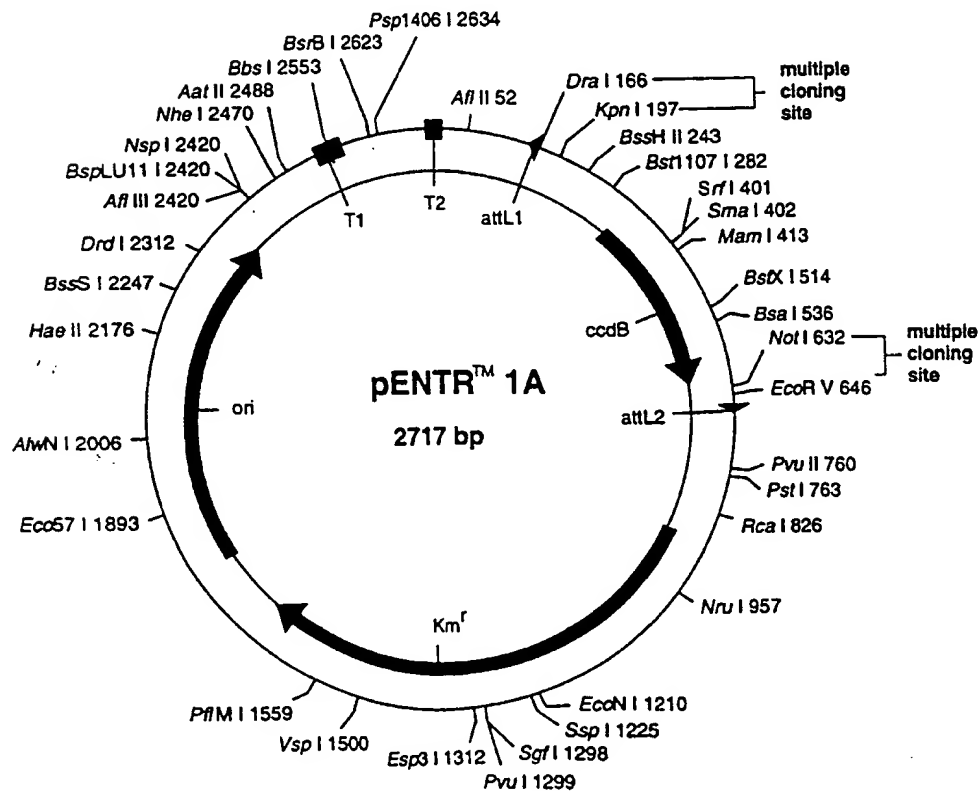 Psp1406 I 2634
BsrB I 2623
Bbs I 2553
Aat II 2488
Nhe I 2470
Nsp I 2420
BspLU11 I 2420
Afl III 2420
Drd I 2312
BssS I 2247
Hae II 2176
AlwN I 2006
Eco57 I 1893
Afl II 52
Dra I 166
Kpn I 197
multiple
cloning
site
BssH II 243
Bst1107 I 282
Srf I 401
Sma I 402
Mam I 413
BstX I 514
Bsa I 536
Not I 632
EcoR V 646
multiple
cloning
site
Pvu II 760
Pst I 763
Rca I 826
Nru I 957
EcoN I 1210
Ssp I 1225
Sgf I 1298
Pvu I 1299
Esp3 I 1312
Vsp I 1500
PflM I 1559
T1
T2
attL1
ccdB
attL2
ori
Kmr
pENTR™ 1A
2717 bp